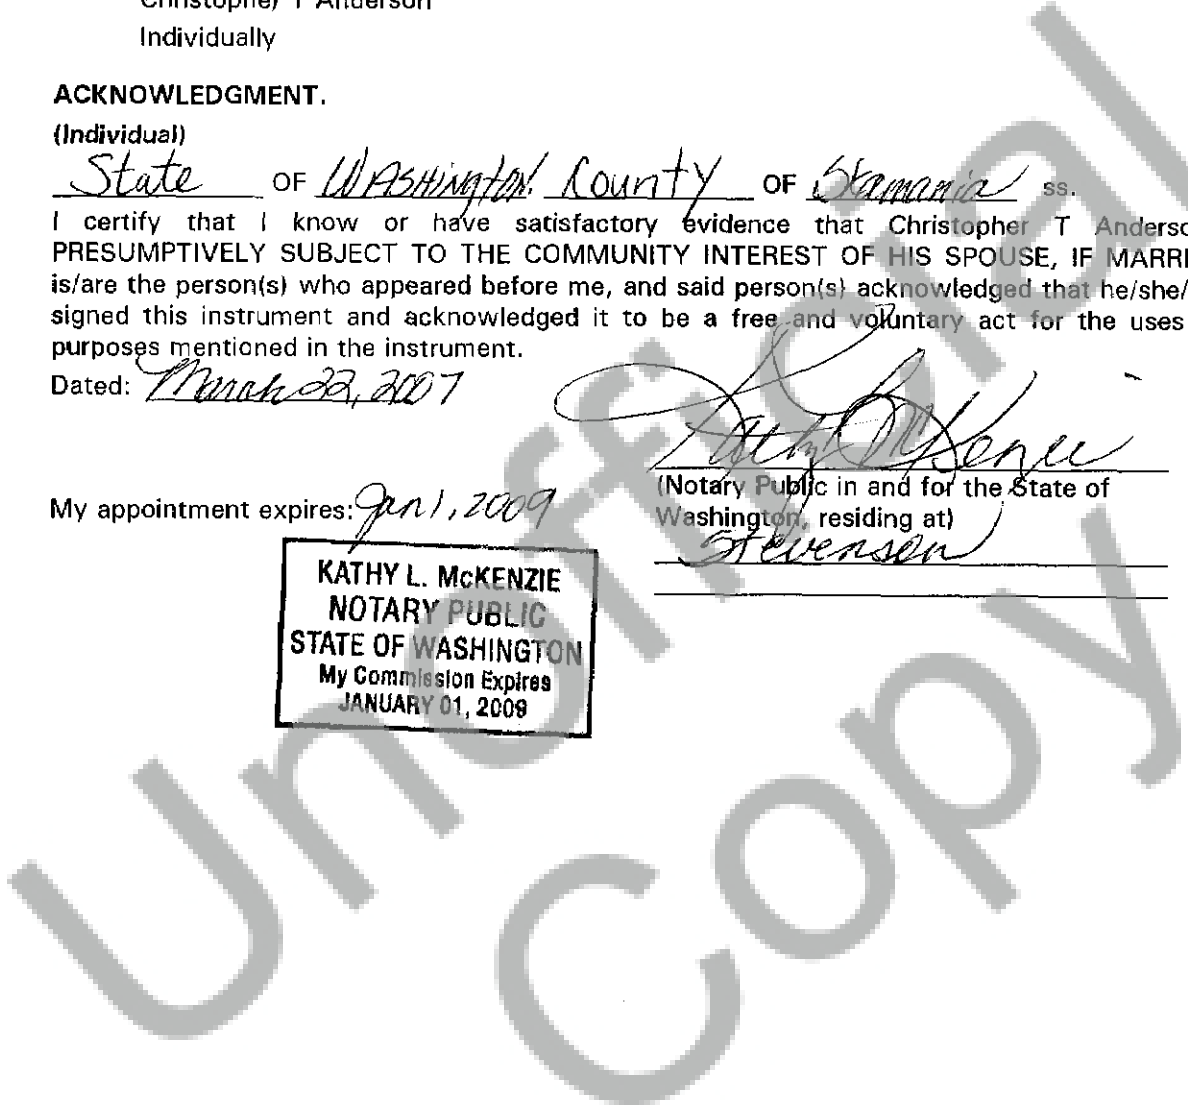 Christopher T Anderson
Individually
ACKNOWLEDGMENT.
(Individual)
State OF WASHINGTON County OF Skamania ss.
I certify that I know or have satisfactory evidence that Christopher T Anderso
PRESUMPTIVELY SUBJECT TO THE COMMUNITY INTEREST OF HIS SPOUSE, IF MARRI
is/are the person(s) who appeared before me, and said person(s) acknowledged that he/she/
signed this instrument and acknowledged it to be a free and voluntary act for the uses
purposes mentioned in the instrument.
Dated: March 22, 2007
Kathy L McKenzie
(Notary Public in and for the State of
Washington, residing at)
Stevenson
My appointment expires: Jan 1, 2009
KATHY L. McKENZIE
NOTARY PUBLIC
STATE OF WASHINGTON
My Commission Expires
JANUARY 01, 2009
Unofficial
Copy